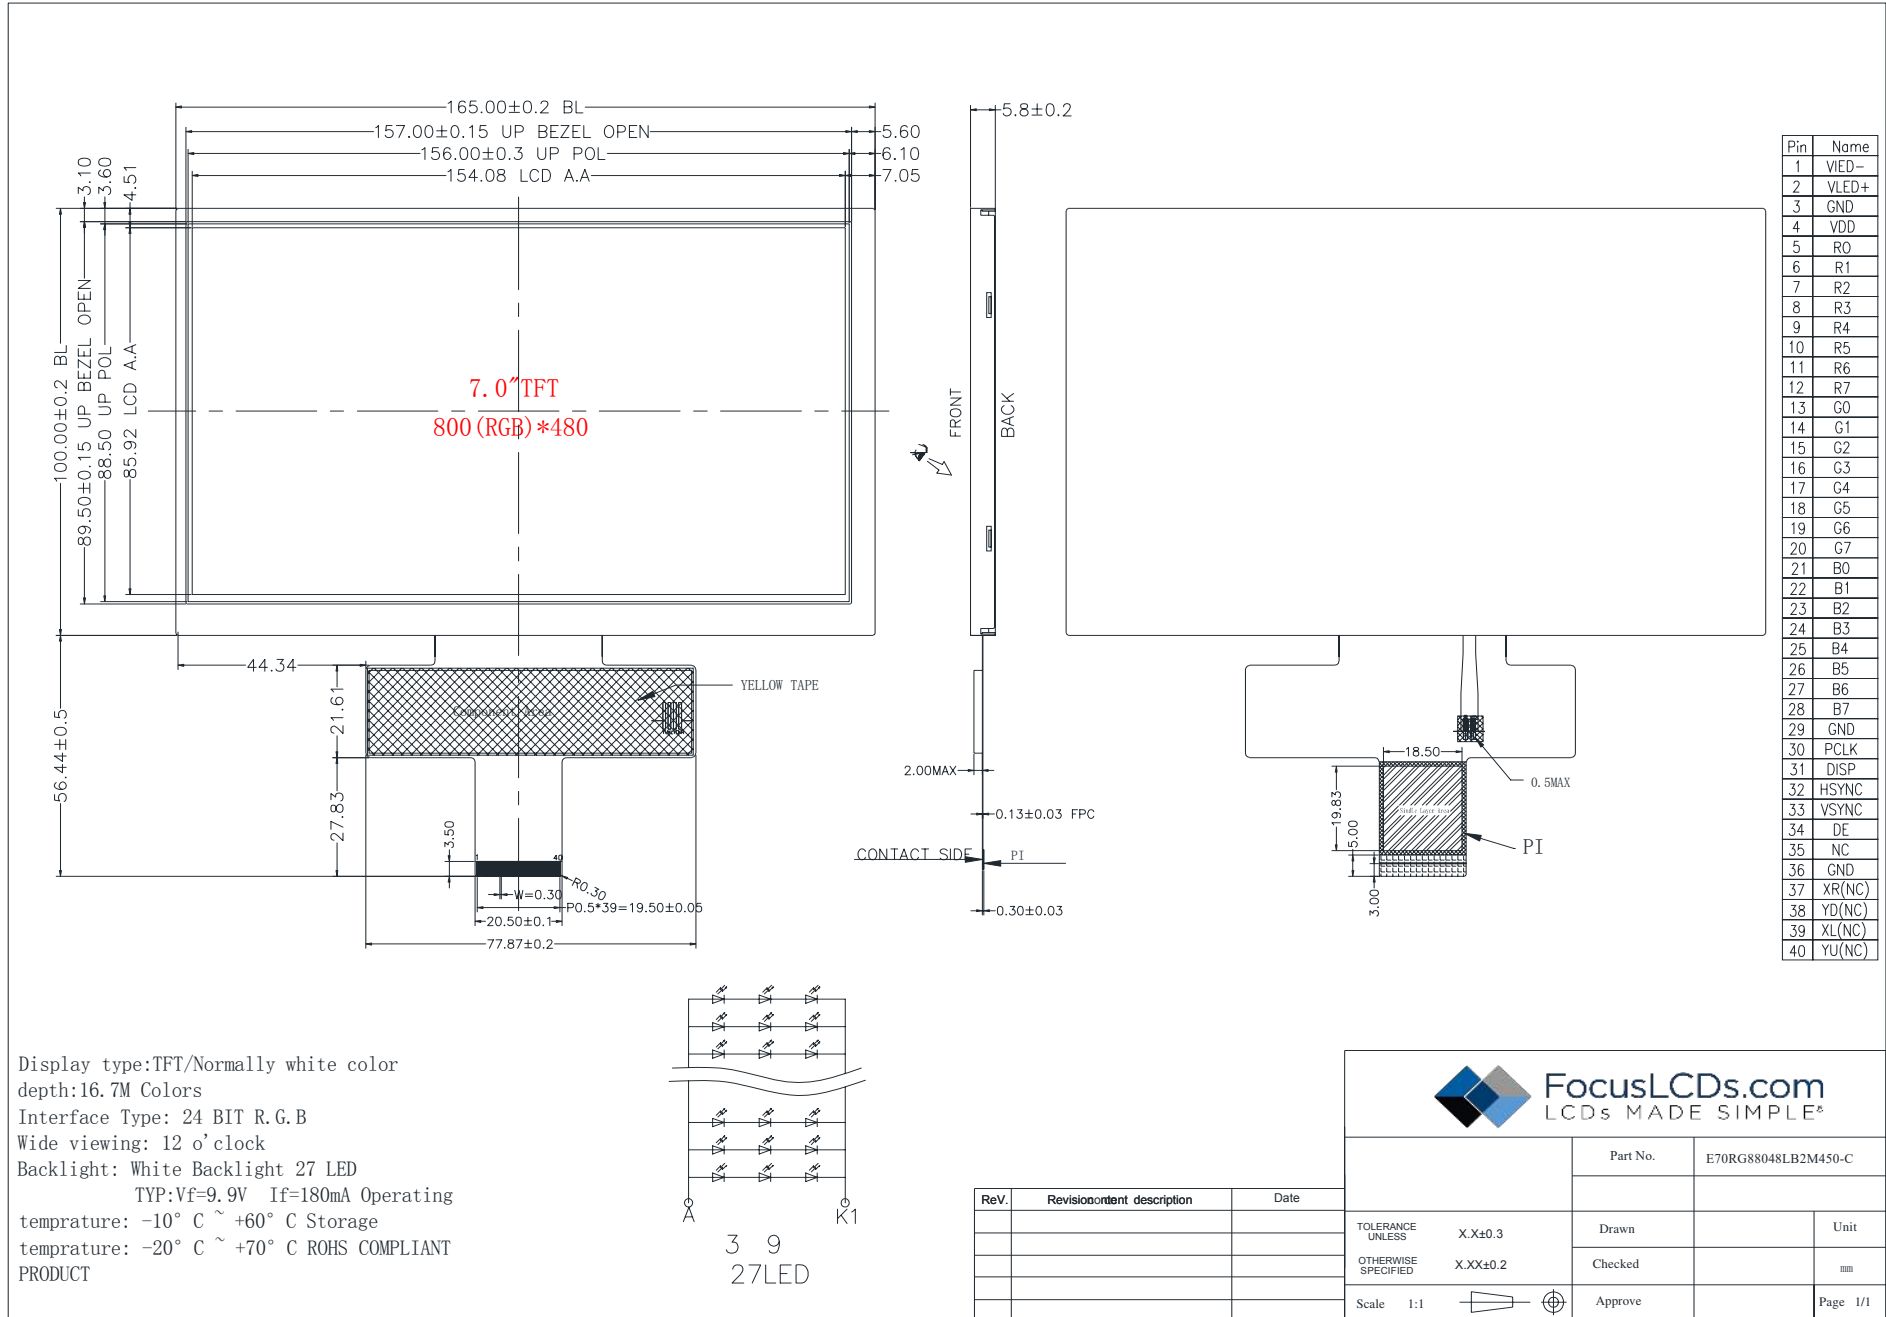 165.00±0.2 BL
157.00±0.15 UP BEZEL OPEN
5.60
156.00±0.3 UP POL
6.10
154.08 LCD A.A
7.05
3.10
3.60
4.51
100.00±0.2 BL
89.50±0.15 UP BEZEL OPEN
88.50 UP POL
85.92 LCD A.A
7.0"TFT
800(RGB)*480
56.44±0.5
44.34
21.61
27.83
YELLOW TAPE
Component Area
3.50
1
40
W=0.30
R0.30
P0.5*39=19.50±0.05
20.50±0.1
77.87±0.2
5.8±0.2
FRONT
BACK
2.00MAX
0.13±0.03 FPC
CONTACT SIDE
PI
0.30±0.03
18.50
0.5MAX
19.83
Single Layer Area
5.00
3.00
PI
Pin Name
1 VIED-
2 VLED+
3 GND
4 VDD
5 R0
6 R1
7 R2
8 R3
9 R4
10 R5
11 R6
12 R7
13 G0
14 G1
15 G2
16 G3
17 G4
18 G5
19 G6
20 G7
21 B0
22 B1
23 B2
24 B3
25 B4
26 B5
27 B6
28 B7
29 GND
30 PCLK
31 DISP
32 HSYNC
33 VSYNC
34 DE
35 NC
36 GND
37 XR(NC)
38 YD(NC)
39 XL(NC)
40 YU(NC)
A
K1
3 9
27LED
Display type:TFT/Normally white color
depth:16.7M Colors
Interface Type: 24 BIT R.G.B
Wide viewing: 12 o'clock
Backlight: White Backlight 27 LED
TYP:Vf=9.9V If=180mA Operating
temprature: -10° C ~ +60° C Storage
temprature: -20° C ~ +70° C ROHS COMPLIANT
PRODUCT
ReV. description Date
FocusLCDs.com
LCDs MADE SIMPLE®
Part No. E70RG88048LB2M450-C
TOLERANCE
UNLESS
X.X±0.3
Drawn
Unit
OTHERWISE
SPECIFIED
X.XX±0.2
Checked
mm
Scale 1:1
Approve
Page 1/1